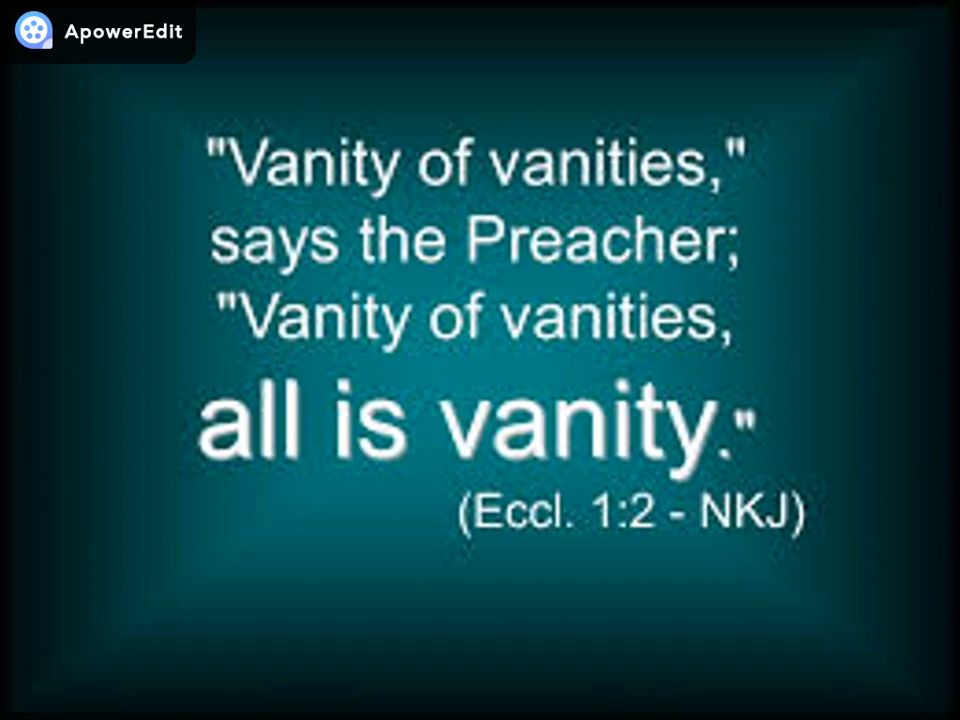 ApowerEdit
"Vanity of vanities,"
says the Preacher;
"Vanity of vanities,
all is vanity."
(Eccl. 1:2 - NKJ)